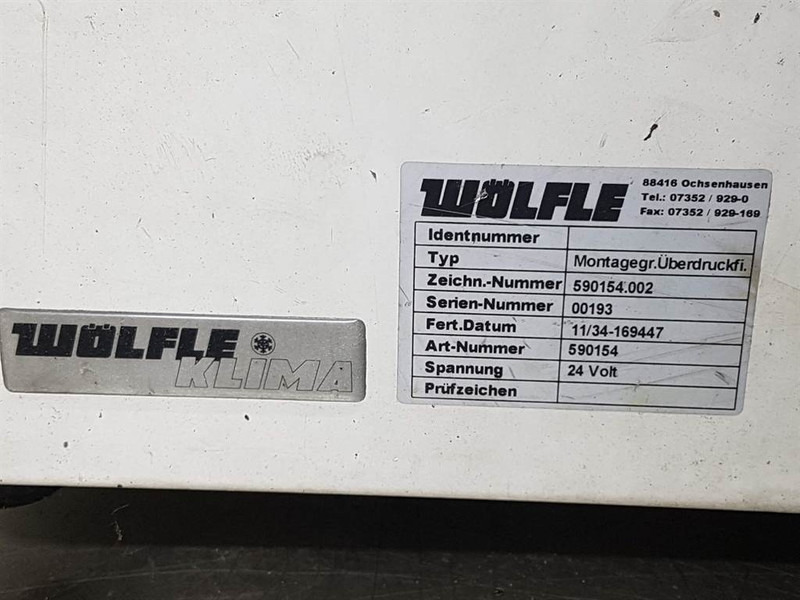 WÖLFLE
KLIMA
WÖLFLE
88416 Ochsenhausen
Tel.: 07352 / 929-0
Fax: 07352 / 929-169
Identnummer
Typ Montagegr.Überdruckfi.
Zeichn.-Nummer 590154.002
Serien-Nummer 00193
Fert.Datum 11/34-169447
Art-Nummer 590154
Spannung 24 Volt
Prüfzeichen